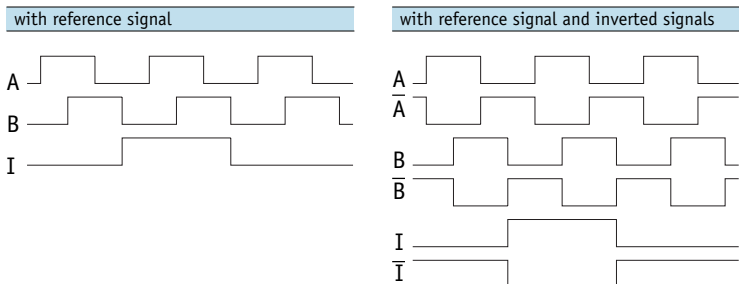 with reference signal
A
B
I
with reference signal and inverted signals
A
A̅
B
B̅
I
I̅